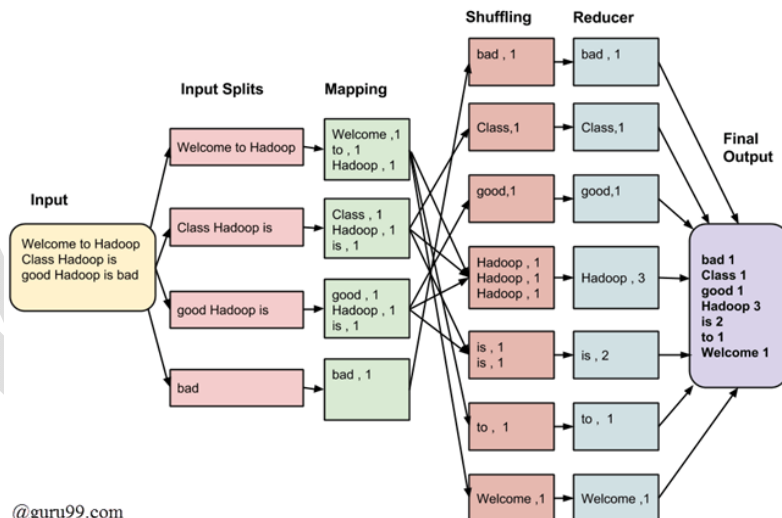 Shuffling
Reducer
Input Splits
Mapping
Final
Output
Input
Welcome to Hadoop
Class Hadoop is
good Hadoop is bad
Welcome to Hadoop
Class Hadoop is
good Hadoop is
bad
Welcome ,1
to , 1
Hadoop , 1
Class , 1
Hadoop , 1
is , 1
good , 1
Hadoop , 1
is , 1
bad , 1
bad , 1
Class,1
good,1
Hadoop , 1
Hadoop , 1
Hadoop , 1
is , 1
is , 1
to , 1
Welcome ,1
bad , 1
Class,1
good,1
Hadoop , 3
is , 2
to , 1
Welcome ,1
bad 1
Class 1
good 1
Hadoop 3
is 2
to 1
Welcome 1
@guru99.com